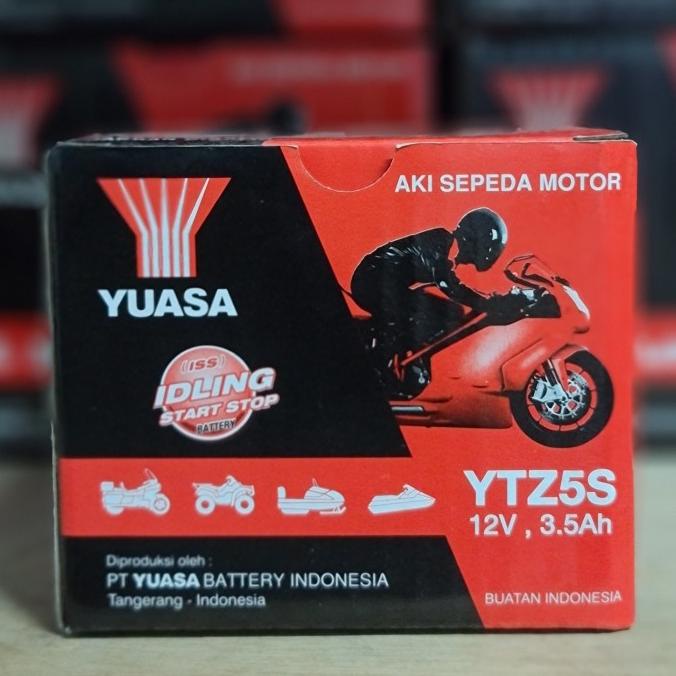 AKI SEPEDA MOTOR
YUASA
(ISS)
IDLING
START STOP
BATTERY
YTZ5S
12V , 3.5Ah
Diproduksi oleh :
PT YUASA BATTERY INDONESIA
Tangerang - Indonesia
BUATAN INDONESIA